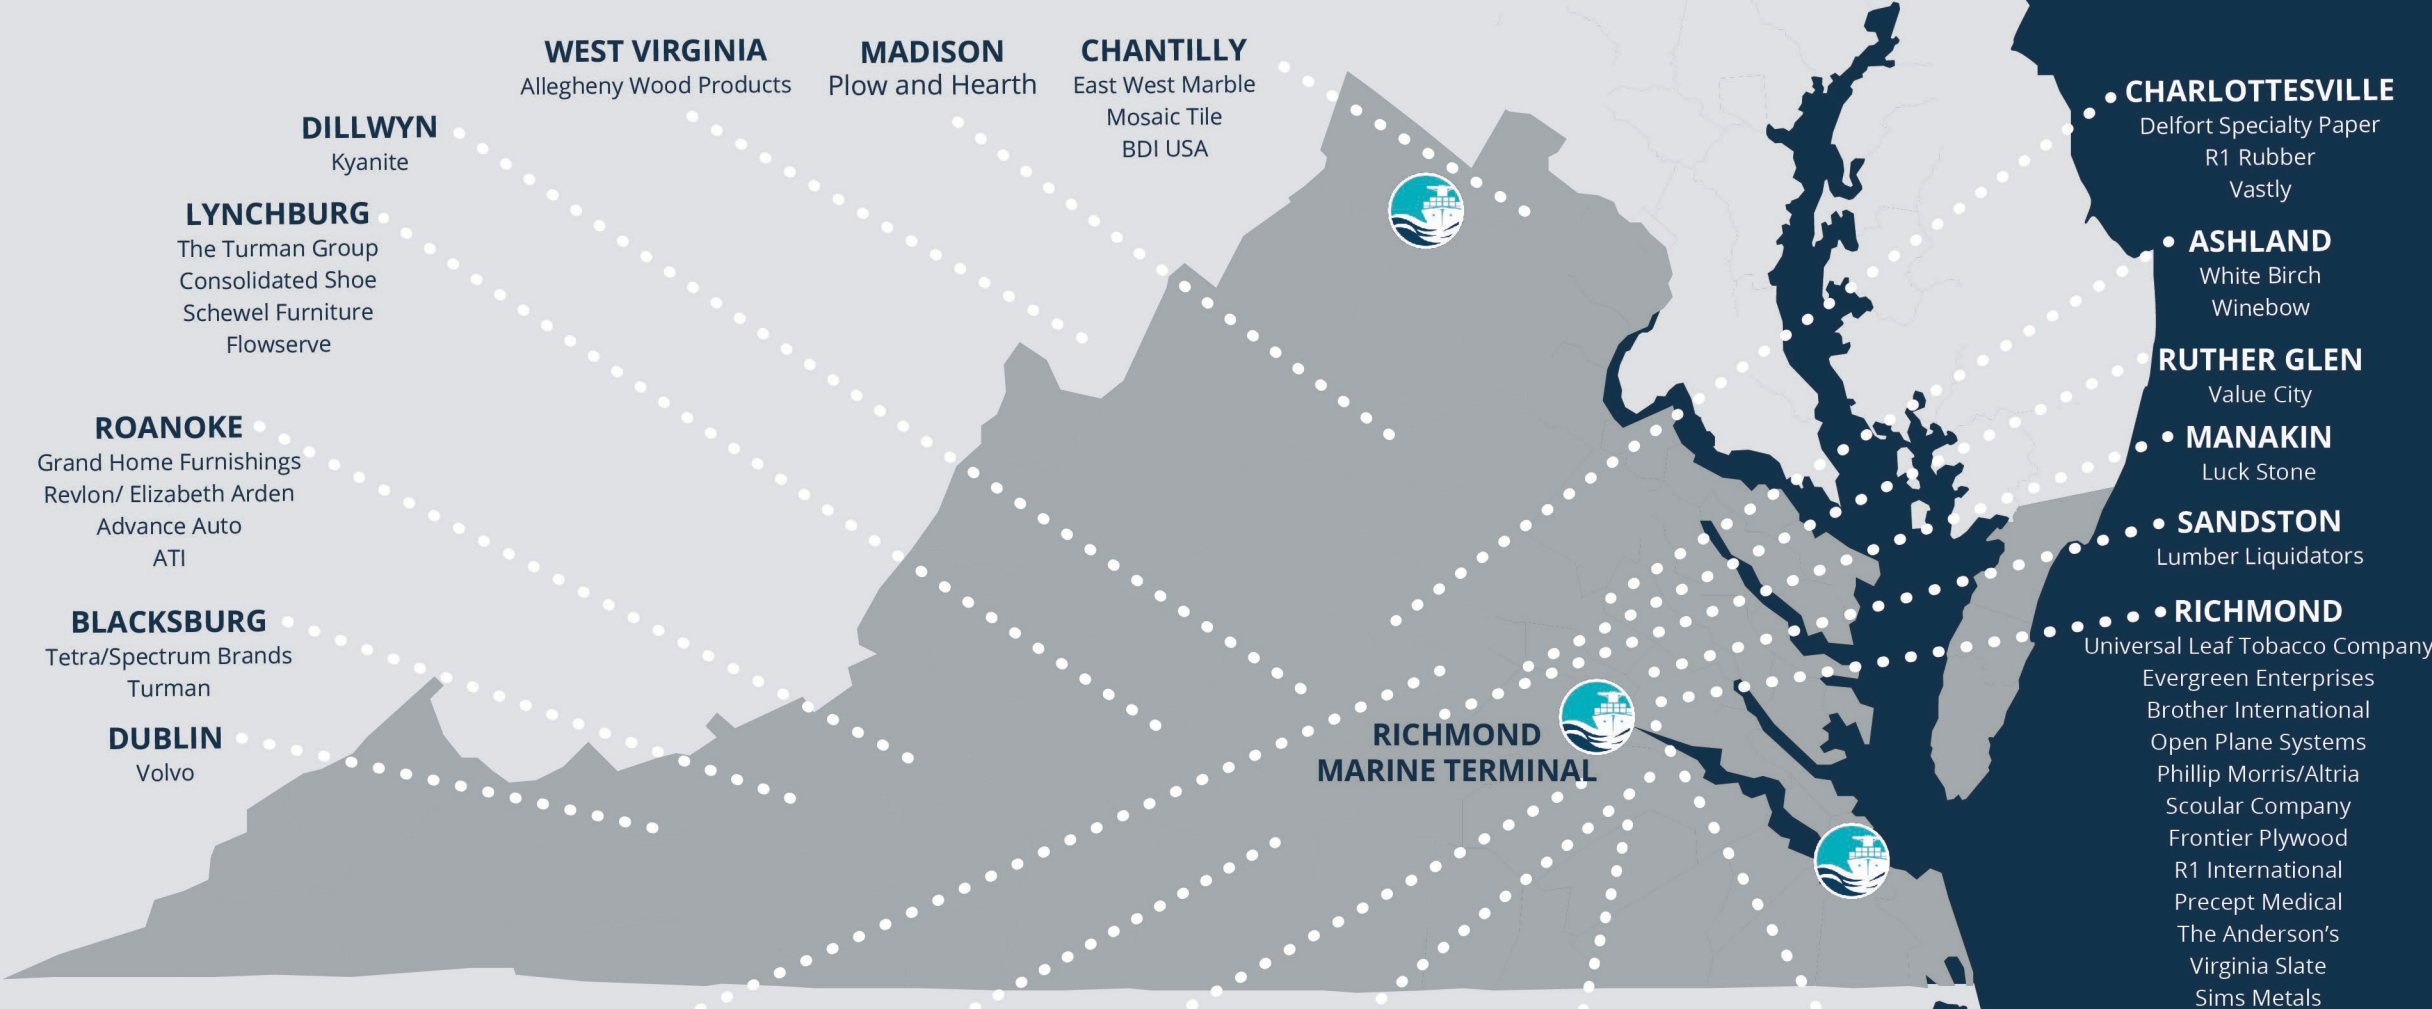 WEST VIRGINIA
Allegheny Wood Products
MADISON
Plow and Hearth
CHANTILLY
East West Marble
Mosaic Tile
BDI USA
DILLWYN
Kyanite
LYNCHBURG
The Turman Group
Consolidated Shoe
Schewel Furniture
Flowserve
ROANOKE
Grand Home Furnishings
Revlon/ Elizabeth Arden
Advance Auto
ATI
BLACKSBURG
Tetra/Spectrum Brands
Turman
DUBLIN
Volvo
RICHMOND
MARINE TERMINAL
CHARLOTTESVILLE
Delfort Specialty Paper
R1 Rubber
Vastly
ASHLAND
White Birch
Winebow
RUTHER GLEN
Value City
MANAKIN
Luck Stone
SANDSTON
Lumber Liquidators
RICHMOND
Universal Leaf Tobacco Company
Evergreen Enterprises
Brother International
Open Plane Systems
Phillip Morris/Altria
Scoular Company
Frontier Plywood
R1 International
Precept Medical
The Anderson’s
Virginia Slate
Sims Metals